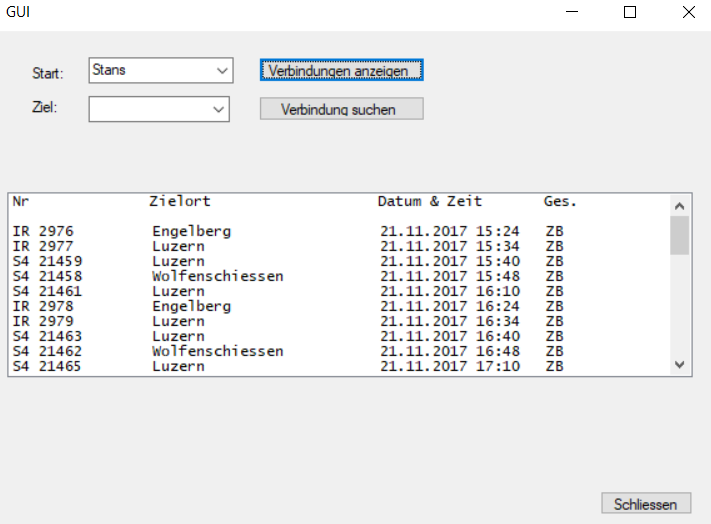 GUI
Start: Stans Verbindungen anzeigen
Ziel: Verbindung suchen
Nr Zielort Datum & Zeit Ges.
IR 2976 Engelberg 21.11.2017 15:24 ZB
IR 2977 Luzern 21.11.2017 15:34 ZB
S4 21459 Luzern 21.11.2017 15:40 ZB
S4 21458 Wolfenschiessen 21.11.2017 15:48 ZB
S4 21461 Luzern 21.11.2017 16:10 ZB
IR 2978 Engelberg 21.11.2017 16:24 ZB
IR 2979 Luzern 21.11.2017 16:34 ZB
S4 21463 Luzern 21.11.2017 16:40 ZB
S4 21462 Wolfenschiessen 21.11.2017 16:48 ZB
S4 21465 Luzern 21.11.2017 17:10 ZB
Schliessen